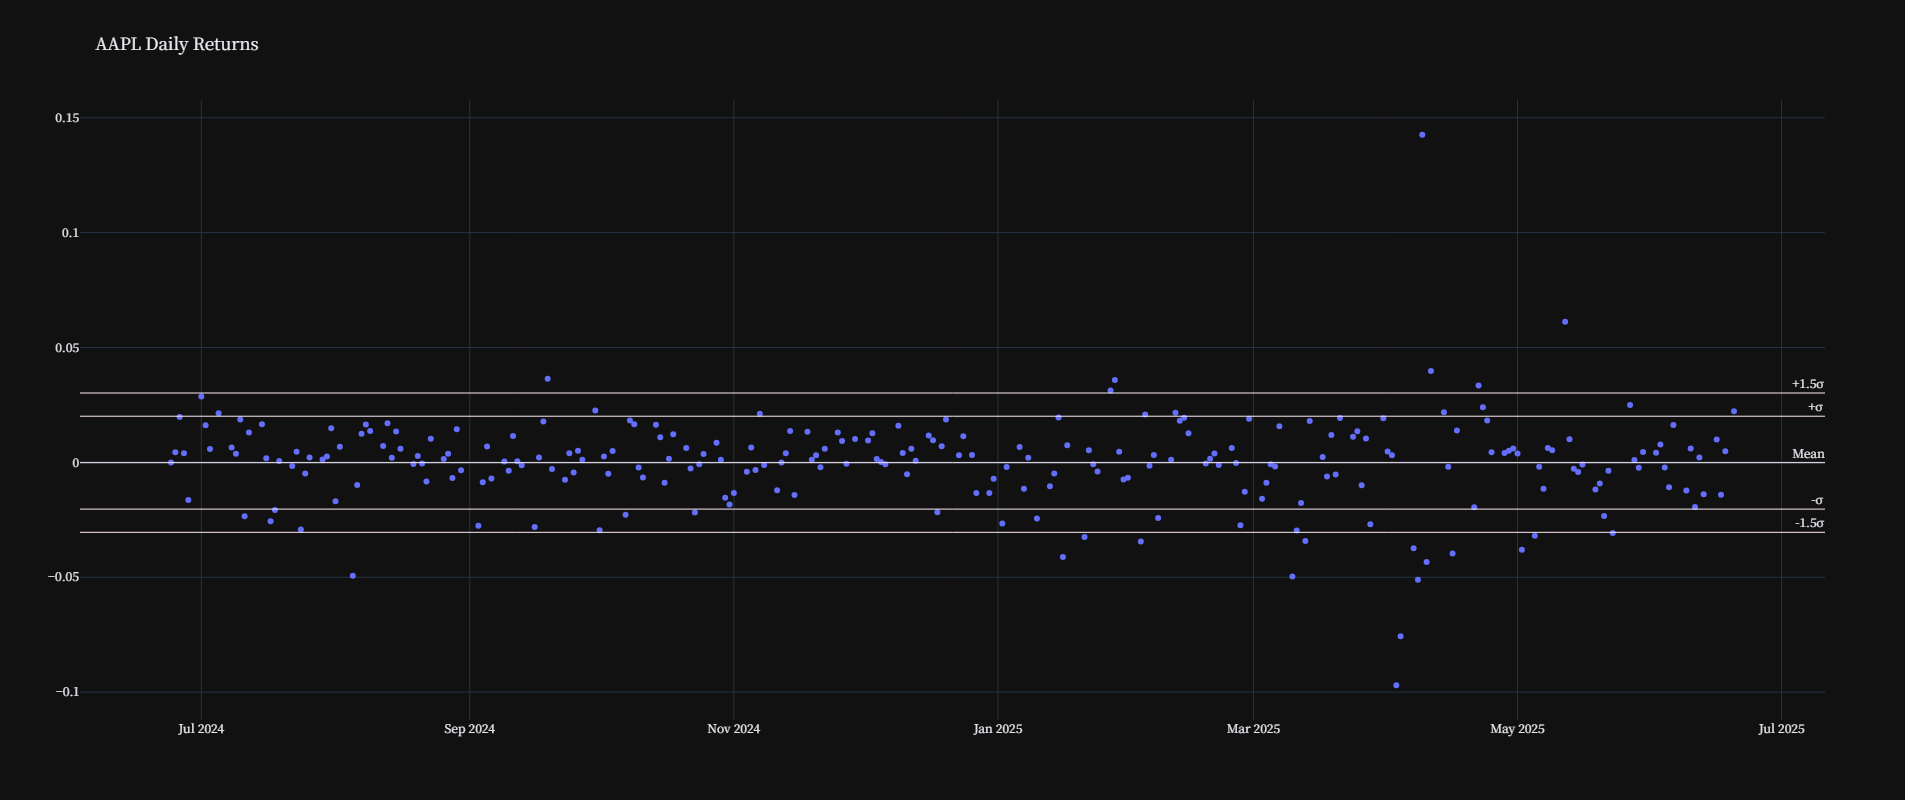 AAPL Daily Returns
0.15
0.1
0.05
0
−0.05
−0.1
+1.5σ
+σ
Mean
-σ
-1.5σ
Jul 2024
Sep 2024
Nov 2024
Jan 2025
Mar 2025
May 2025
Jul 2025